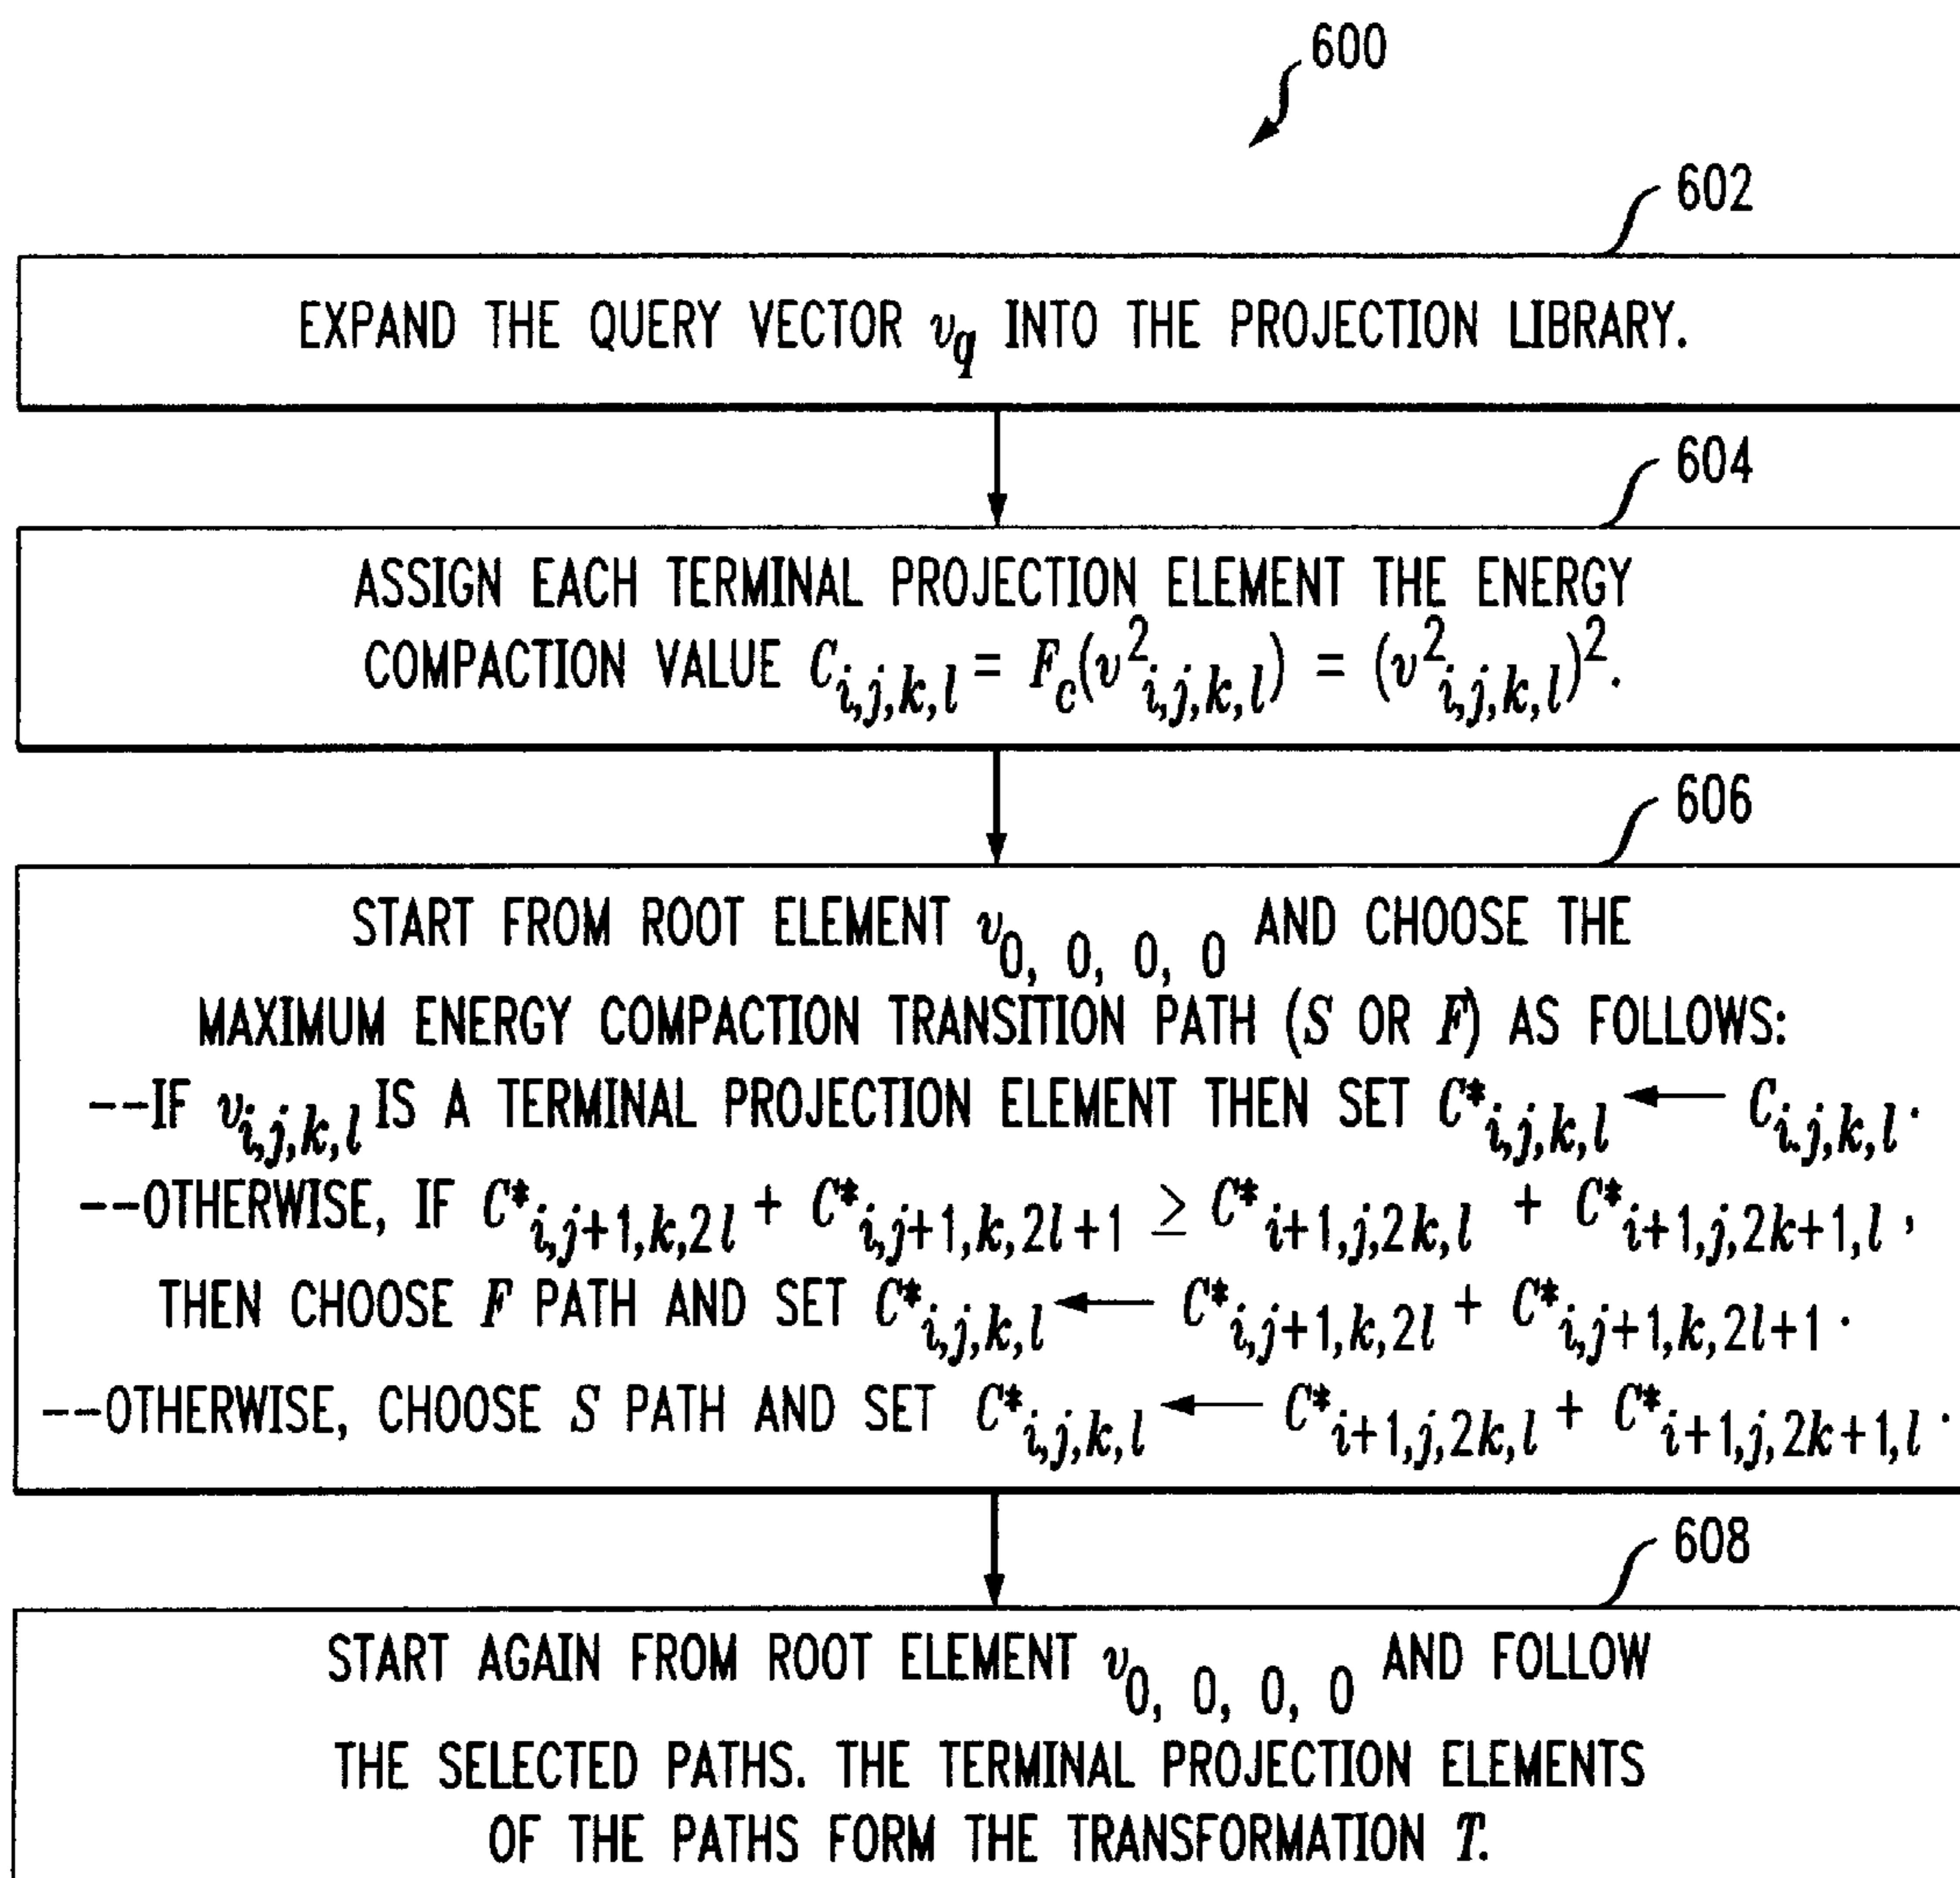 600
602
EXPAND THE QUERY VECTOR v_q INTO THE PROJECTION LIBRARY.
604
ASSIGN EACH TERMINAL PROJECTION ELEMENT THE ENERGY
COMPACTION VALUE C_{i,j,k,l} = F_c(v^2_{i,j,k,l}) = (v^2_{i,j,k,l})^2.
606
START FROM ROOT ELEMENT v_{0, 0, 0, 0} AND CHOOSE THE
MAXIMUM ENERGY COMPACTION TRANSITION PATH (S OR F) AS FOLLOWS:
--IF v_{i,j,k,l} IS A TERMINAL PROJECTION ELEMENT THEN SET C*_{i,j,k,l} ← C_{i,j,k,l}.
--OTHERWISE, IF C*_{i,j+1,k,2l} + C*_{i,j+1,k,2l+1} ≥ C*_{i+1,j,2k,l} + C*_{i+1,j,2k+1,l},
THEN CHOOSE F PATH AND SET C*_{i,j,k,l} ← C*_{i,j+1,k,2l} + C*_{i,j+1,k,2l+1}.
--OTHERWISE, CHOOSE S PATH AND SET C*_{i,j,k,l} ← C*_{i+1,j,2k,l} + C*_{i+1,j,2k+1,l}.
608
START AGAIN FROM ROOT ELEMENT v_{0, 0, 0, 0} AND FOLLOW
THE SELECTED PATHS. THE TERMINAL PROJECTION ELEMENTS
OF THE PATHS FORM THE TRANSFORMATION T.